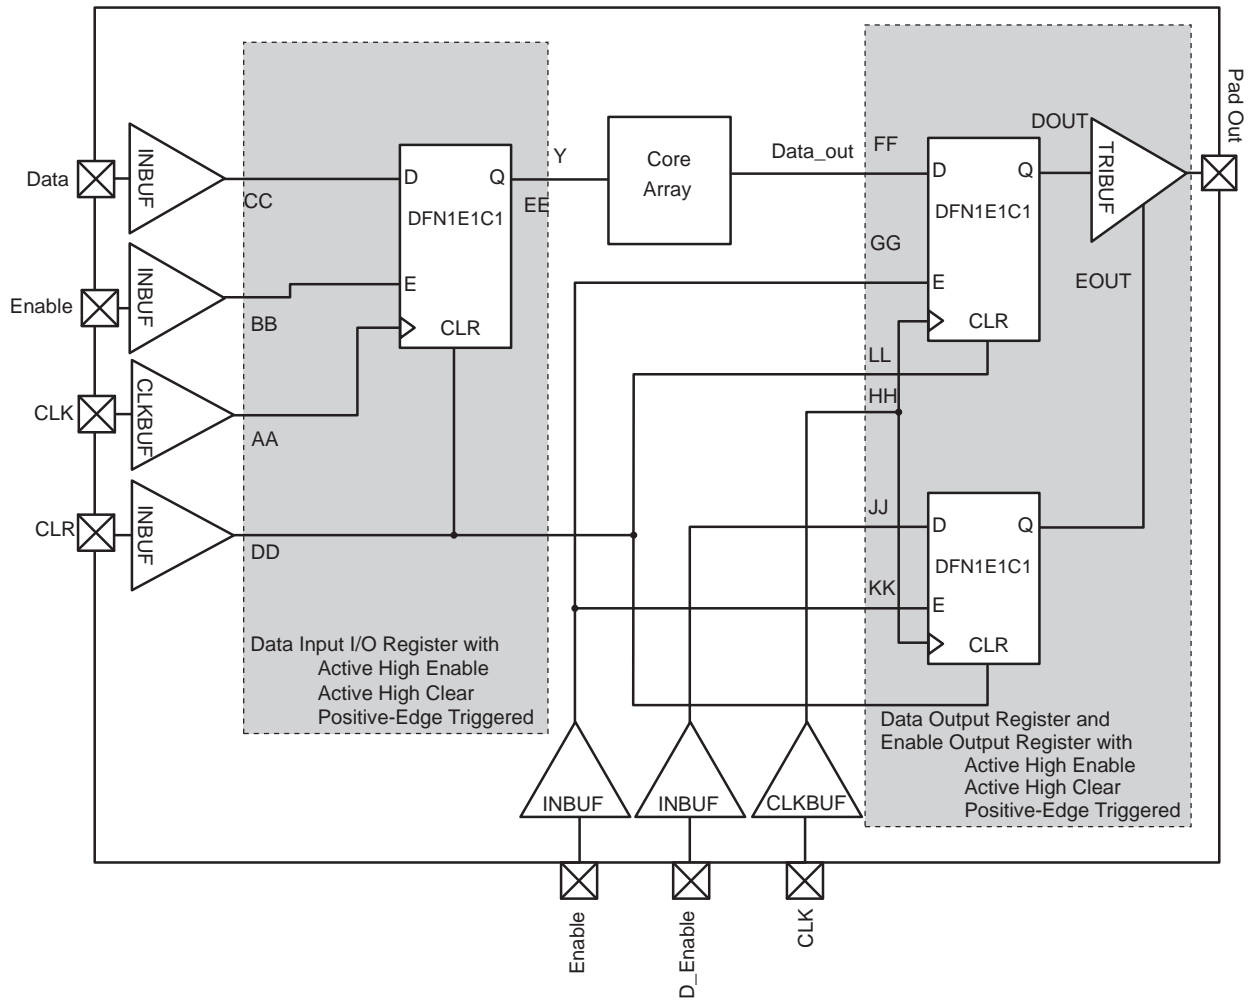 Pad Out
Data
INBUF
CC
D
Q
DFN1E1C1
E
CLR
Y
EE
Core
Array
Data_out
FF
D
Q
DFN1E1C1
GG
E
CLR
DOUT
TRIBUF
EOUT
Enable
INBUF
BB
CLK
CLKBUF
AA
LL
HH
CLR
INBUF
DD
JJ
D
Q
DFN1E1C1
KK
E
CLR
Data Input I/O Register with
Active High Enable
Active High Clear
Positive-Edge Triggered
Data Output Register and
Enable Output Register with
Active High Enable
Active High Clear
Positive-Edge Triggered
INBUF
INBUF
CLKBUF
Enable
D_Enable
CLK